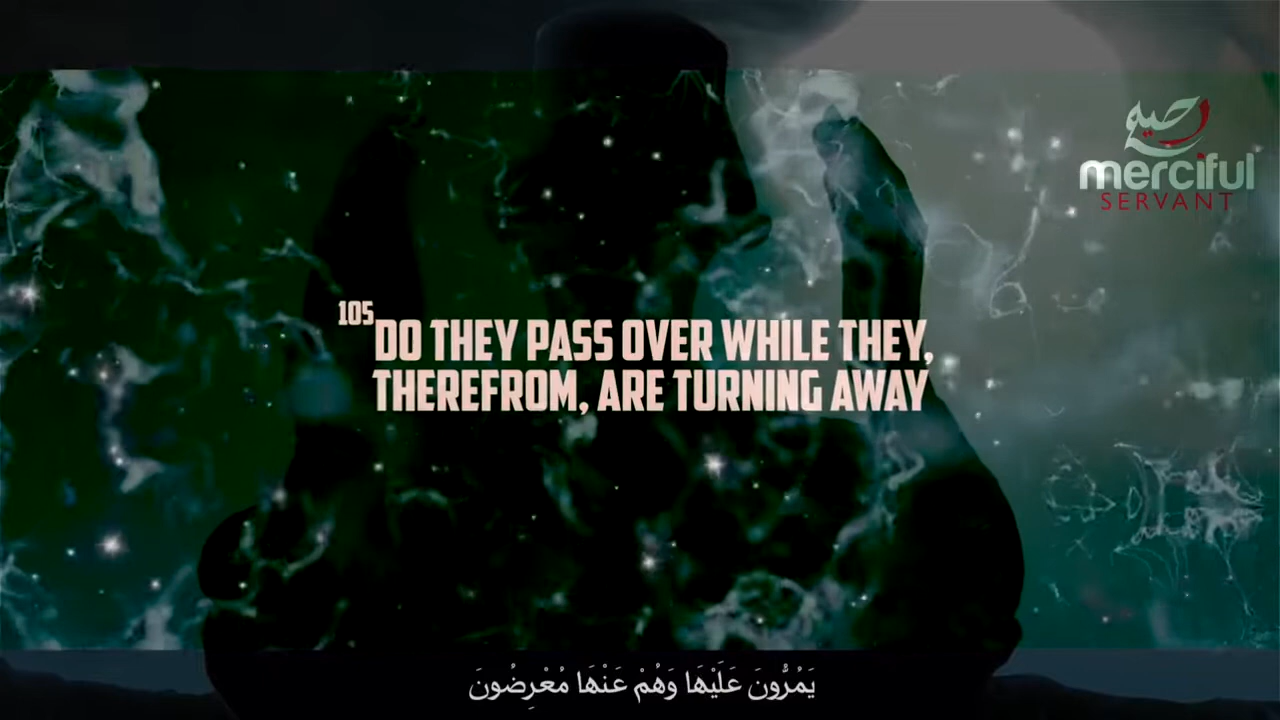 رحيم
merciful
SERVANT
105 DO THEY PASS OVER WHILE THEY,
THEREFROM, ARE TURNING AWAY
يَمُرُّونَ عَلَيْهَا وَهُمْ عَنْهَا مُعْرِضُونَ